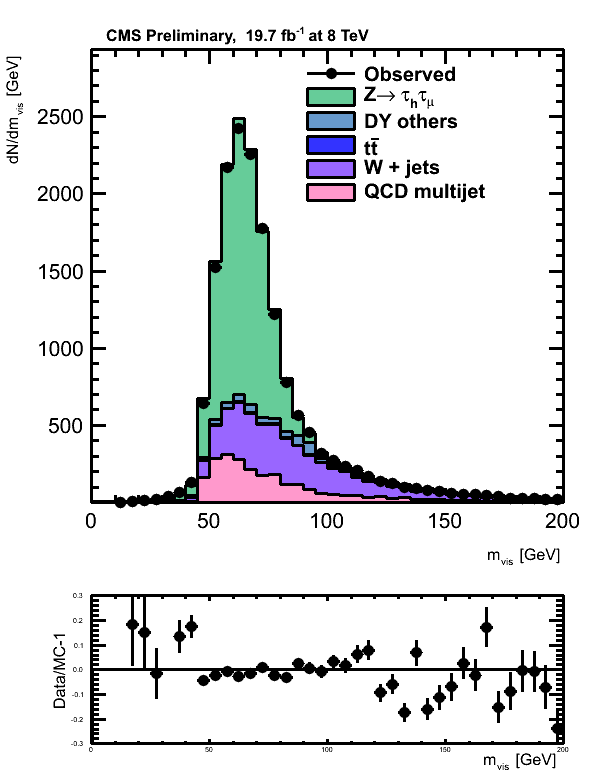 CMS Preliminary, 19.7 fb⁻¹ at 8 TeV
dN/dm_vis [GeV]
Observed
Z→ τ_hτ_μ
DY others
tt̄
W + jets
QCD multijet
2500
2000
1500
1000
500
0 50 100 150 200
m_vis [GeV]
Data/MC-1
0.3
0.2
0.1
0.0
-0.1
-0.2
-0.3
0 50 100 150 200
m_vis [GeV]